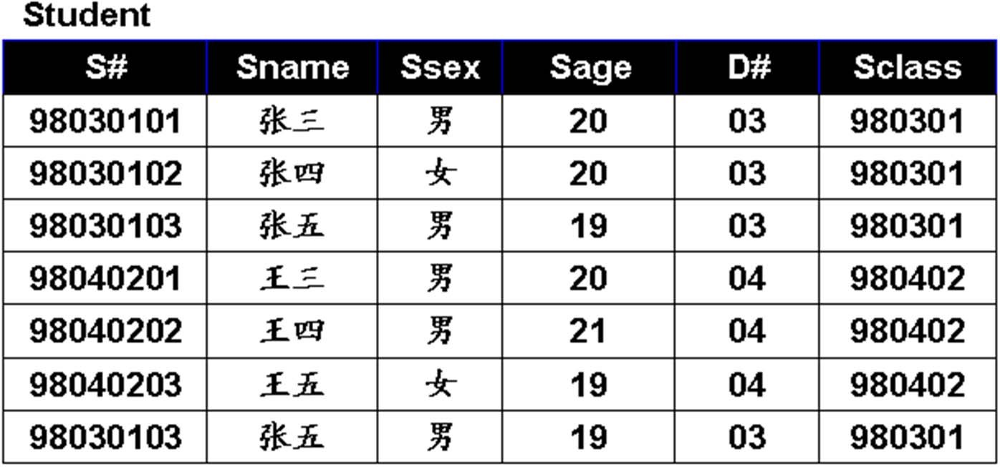 Student
S# Sname Ssex Sage D# Sclass
98030101 张三 男 20 03 980301
98030102 张四 女 20 03 980301
98030103 张五 男 19 03 980301
98040201 王三 男 20 04 980402
98040202 王四 男 21 04 980402
98040203 王五 女 19 04 980402
98030103 张五 男 19 03 980301